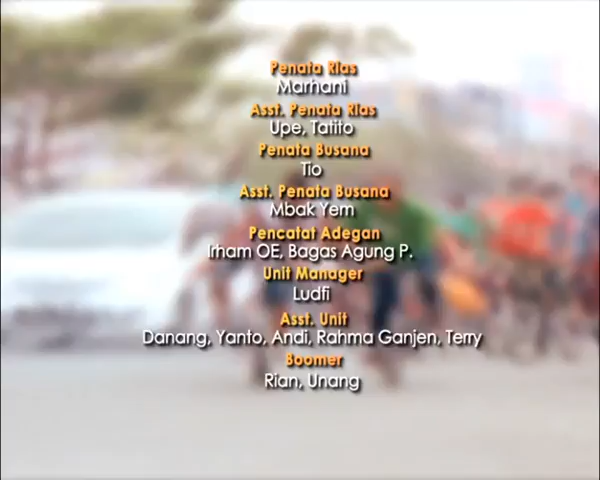 Penata Rias
Marhani
Asst. Penata Rias
Upe, Tatito
Penata Busana
Tio
Asst. Penata Busana
Mbak Yem
Pencatat Adegan
Irham OE, Bagas Agung P.
Unit Manager
Ludfi
Asst. Unit
Danang, Yanto, Andi, Rahma Ganjen, Terry
Boomer
Rian, Unang